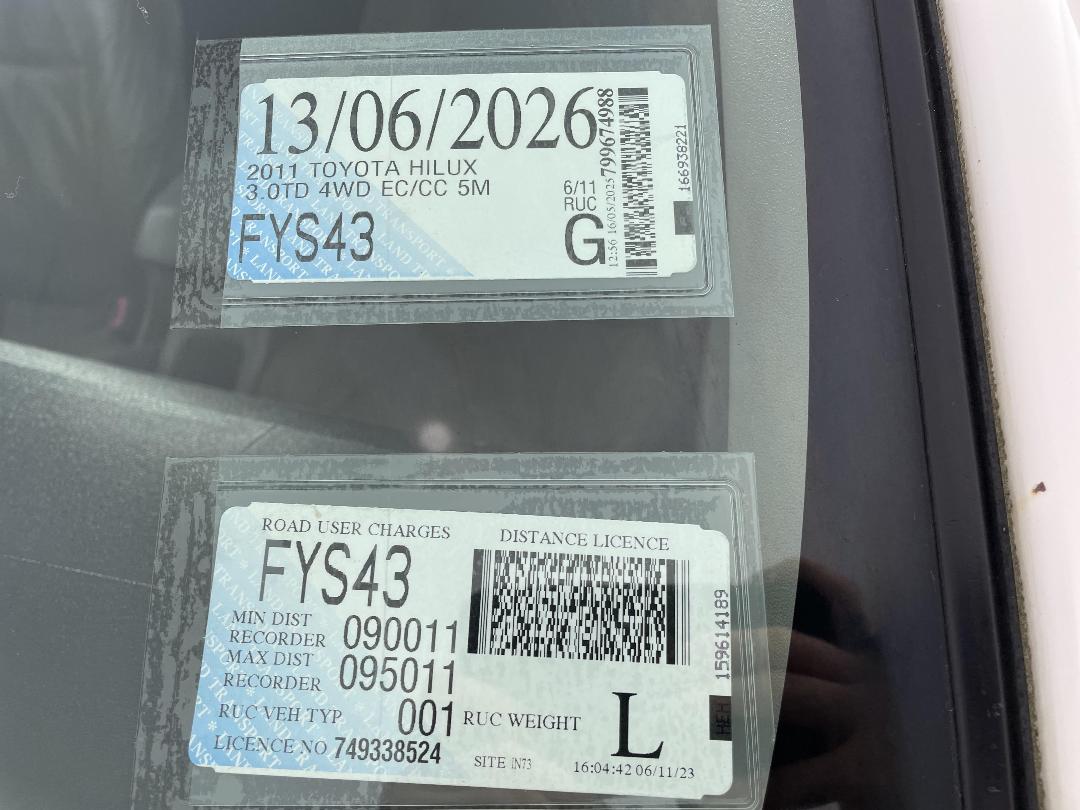 13/06/2026
2011 TOYOTA HILUX
3.0TD 4WD EC/CC 5M
6/11
RUC
FYS43
G
12:56 16/05/2025 799674988
166938221
ROAD USER CHARGES
DISTANCE LICENCE
FYS43
MIN DIST
RECORDER 090011
MAX DIST
RECORDER 095011
RUC VEH TYP 001 RUC WEIGHT L
LICENCE NO 749338524
SITE IN73 16:04:42 06/11/23
159614189
HEH